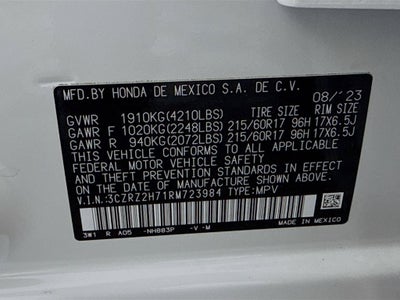 MFD.BY HONDA DE MEXICO S.A. DE C.V.
08/'23
GVWR 1910KG(4210LBS) TIRE SIZE RIM SIZE
GAWR F 1020KG(2248LBS) 215/60R17 96H 17X6.5J
GAWR R 940KG(2072LBS) 215/60R17 96H 17X6.5J
THIS VEHICLE CONFORMS TO ALL APPLICABLE
FEDERAL MOTOR VEHICLE SAFETY AND THEFT
PREVENTION STANDARDS IN EFFECT ON THE DATE
OF MANUFACTURE SHOWN ABOVE.
V.I.N.:3CZRZ2H71RM723984 TYPE:MPV
3W1 R AD5 -NH883P -V -M
MADE IN MEXICO